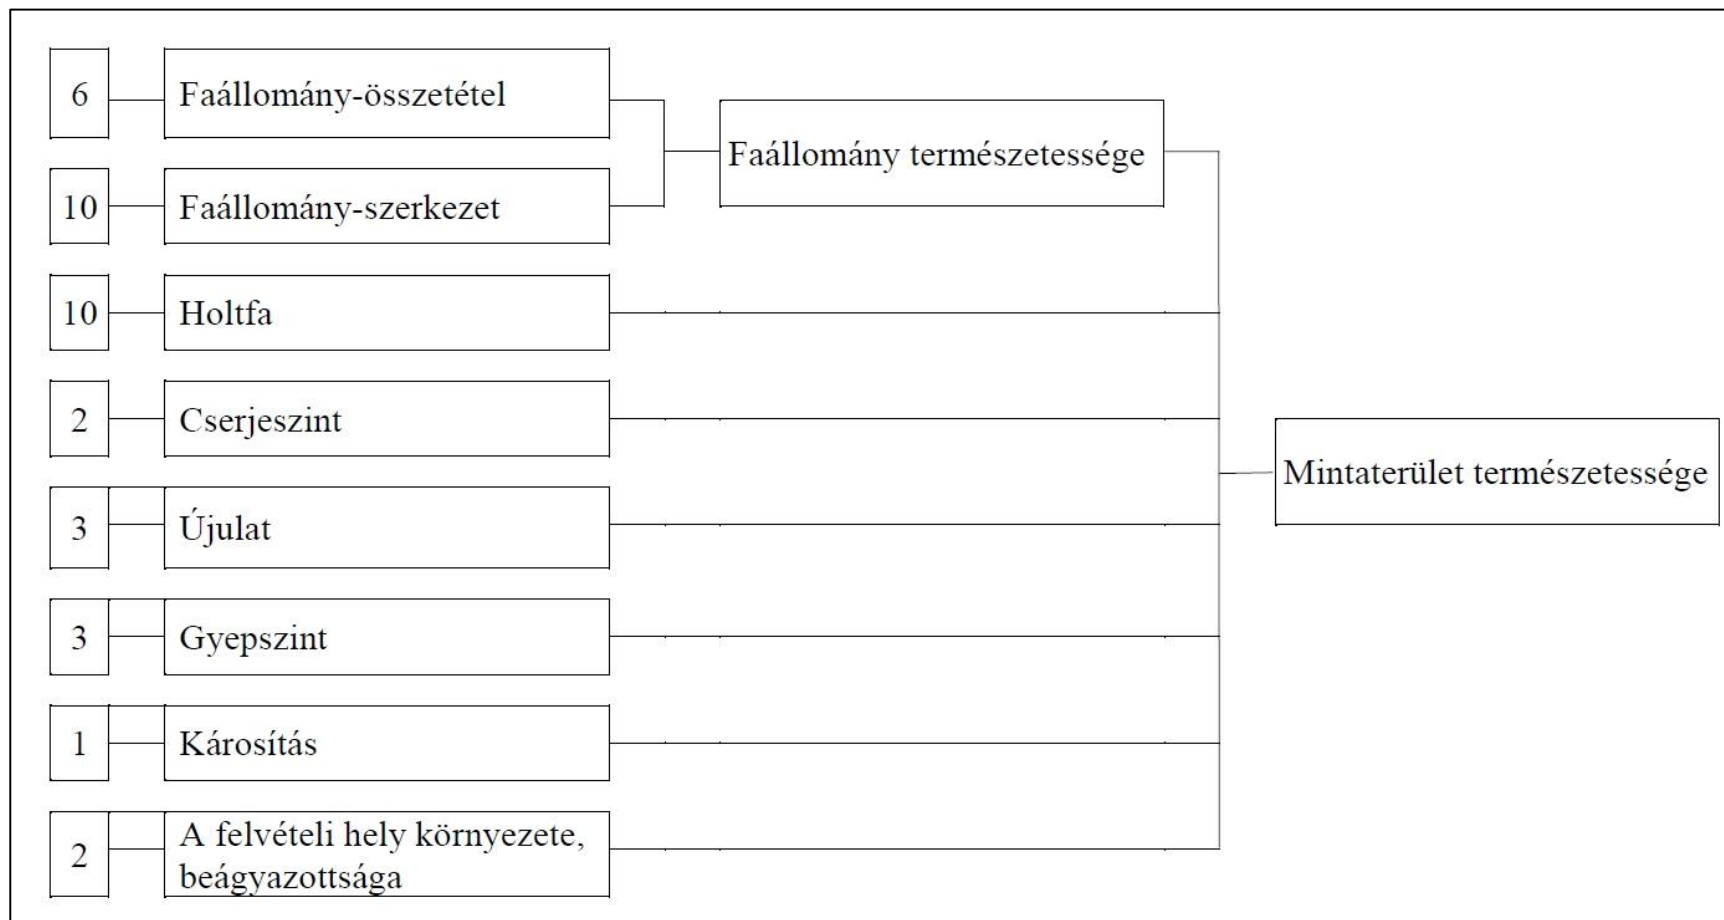 6
Faállomány-összetétel
Faállomány természetessége
10
Faállomány-szerkezet
10
Holtfa
2
Cserjeszint
Mintaterület természetessége
3
Újulat
3
Gyepszint
1
Károsítás
2
A felvételi hely környezete,
beágyazottsága